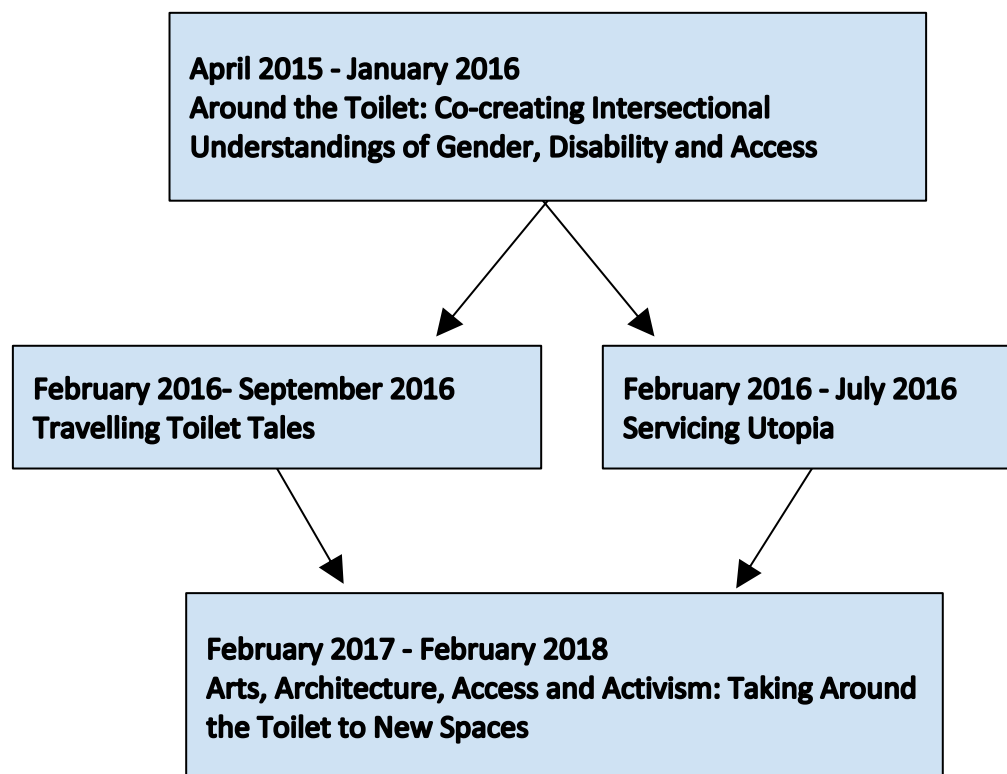 April 2015 - January 2016
Around the Toilet: Co-creating Intersectional
Understandings of Gender, Disability and Access
February 2016- September 2016
Travelling Toilet Tales
February 2016 - July 2016
Servicing Utopia
February 2017 - February 2018
Arts, Architecture, Access and Activism: Taking Around
the Toilet to New Spaces